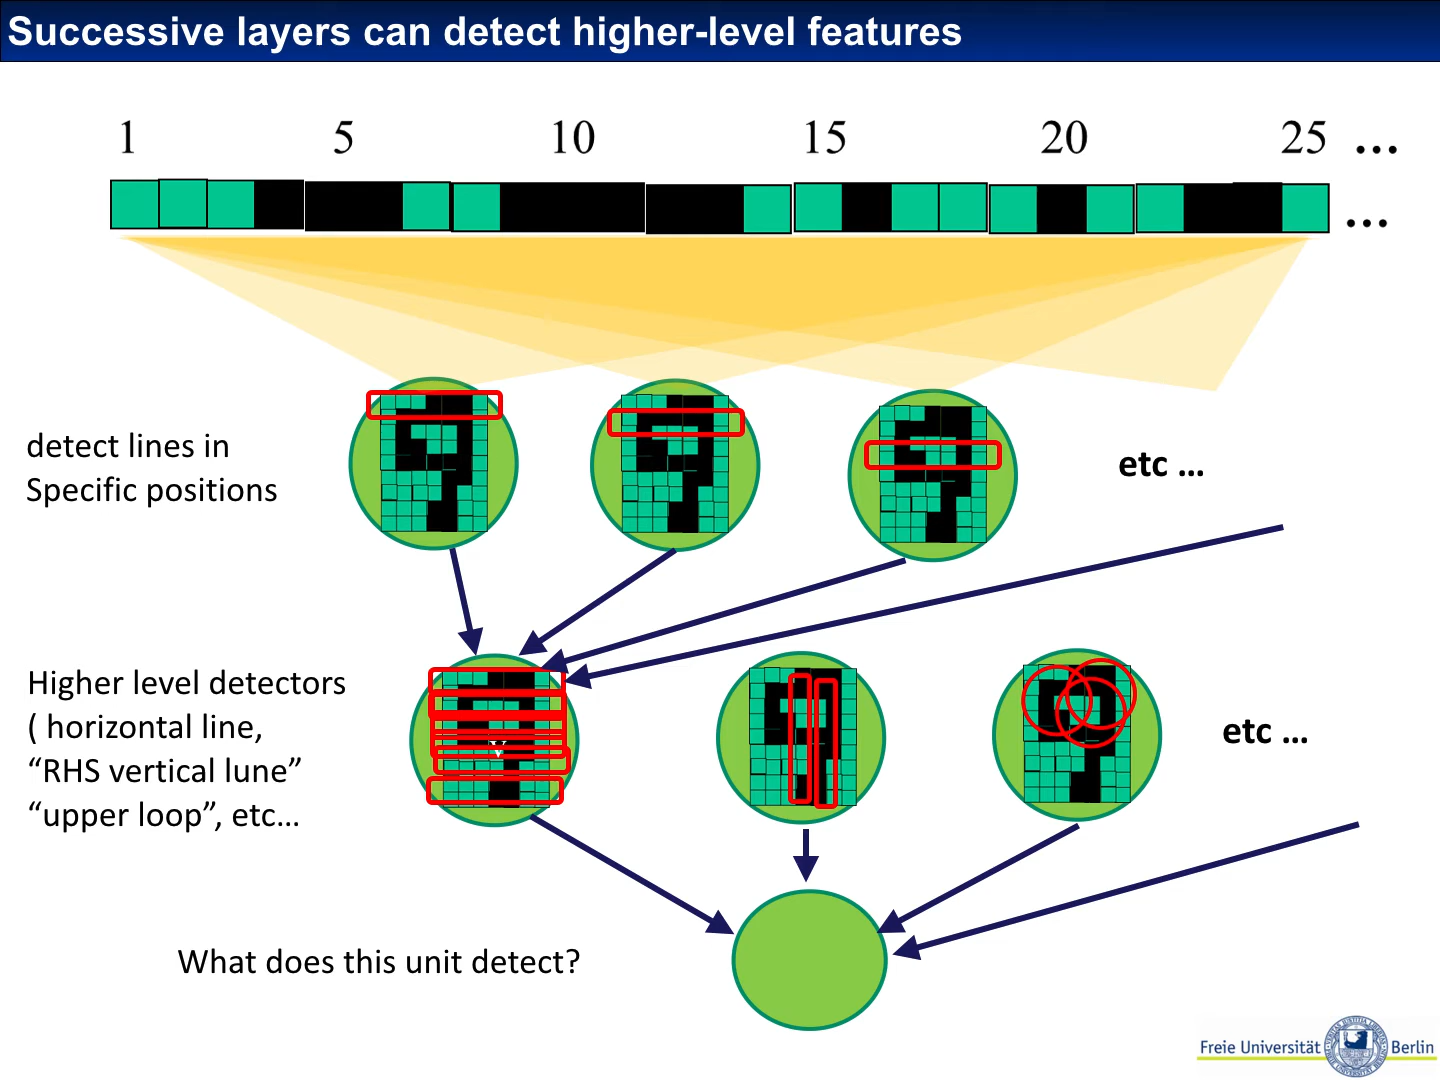 Successive layers can detect higher-level features
1 5 10 15 20 25 ...
...
detect lines in
Specific positions
etc ...
Higher level detectors
( horizontal line,
“RHS vertical lune”
“upper loop”, etc...
v
etc ...
What does this unit detect?
Freie Universität Berlin